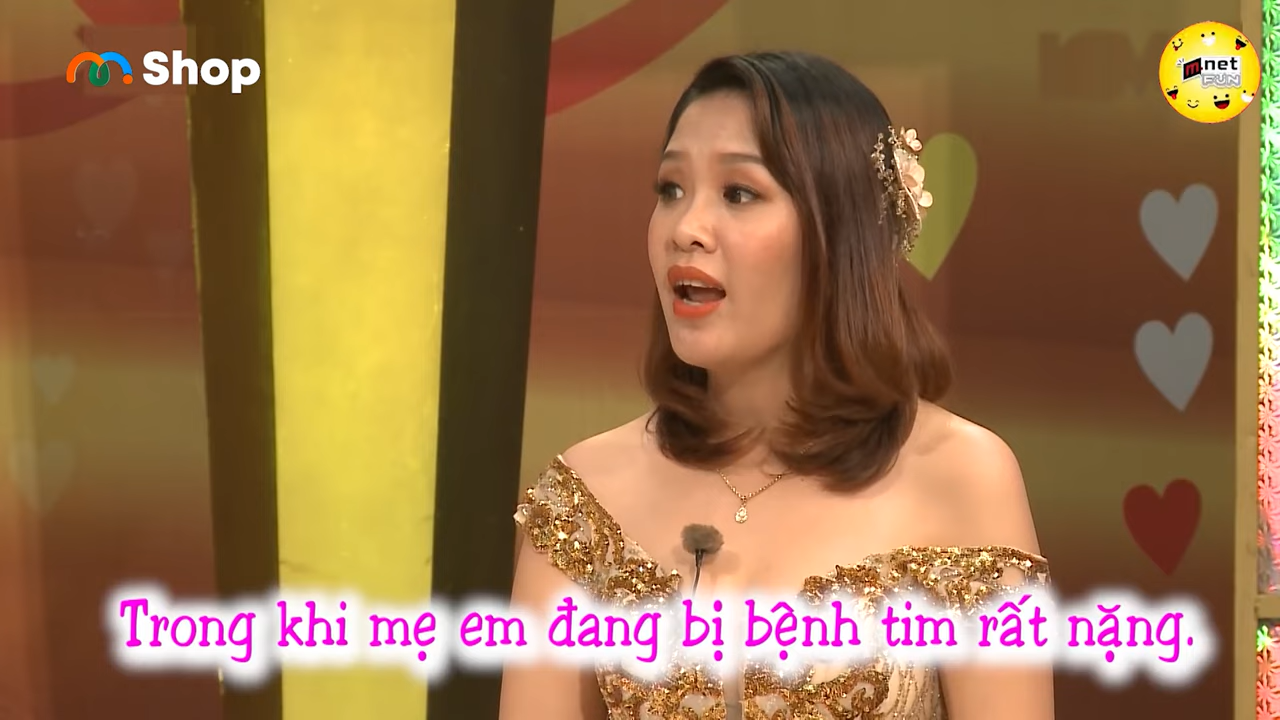 Shop
m.net
FUN
Trong khi mẹ em đang bị bệnh tim rất nặng.